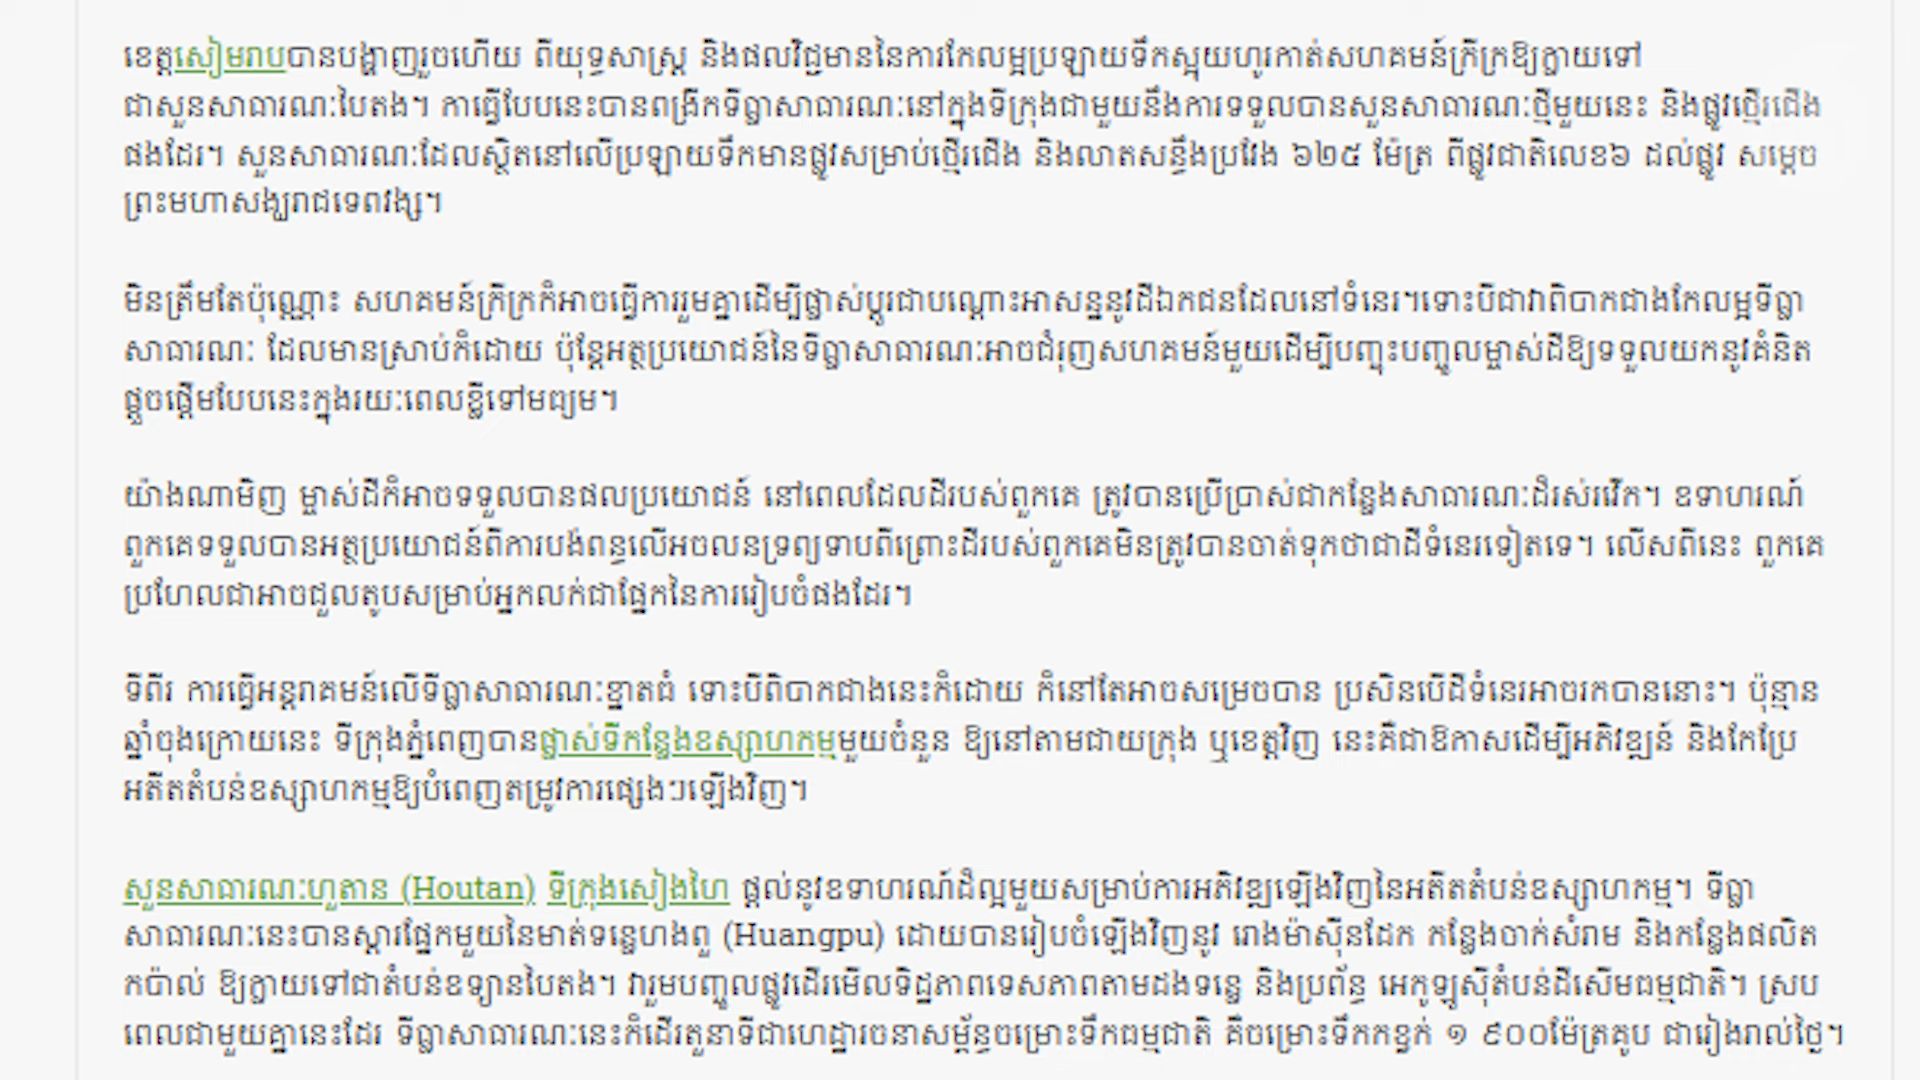 ខេត្តសៀមរាបបានបង្ហាញរួចហើយ ពីយុទ្ធសាស្ត្រ និងផលវិជ្ជមាននៃការកែលម្អប្រឡាយទឹកស្អុយហូរកាត់សហគមន៍ក្រីក្រឱ្យក្លាយទៅ
ជាសួនសាធារណៈបៃតង។ ការធ្វើបែបនេះបានពង្រីកទីធ្លាសាធារណៈនៅក្នុងទីក្រុងជាមួយនឹងការទទួលបានសួនសាធារណៈថ្មីមួយនេះ និងផ្លូវថ្មើរជើង
ផងដែរ។ សួនសាធារណៈដែលស្ថិតនៅលើប្រឡាយទឹកមានផ្លូវសម្រាប់ថ្មើរជើង និងលាតសន្ធឹងប្រវែង ៦២៥ ម៉ែត្រ ពីផ្លូវជាតិលេខ៦ ដល់ផ្លូវ សម្តេច
ព្រះមហាសង្ឃរាជទេពវង្ស។
មិនត្រឹមតែប៉ុណ្ណោះ សហគមន៍ក្រីក្រក៏អាចធ្វើការរួមគ្នាដើម្បីផ្លាស់ប្តូរជាបណ្តោះអាសន្ននូវដីឯកជនដែលនៅទំនេរ។ទោះបីជាវាពិបាកជាងកែលម្អទីធ្លា
សាធារណៈ ដែលមានស្រាប់ក៏ដោយ ប៉ុន្តែអត្ថប្រយោជន៍នៃទីធ្លាសាធារណៈអាចជំរុញសហគមន៍មួយដើម្បីបញ្ចុះបញ្ចូលម្ចាស់ដីឱ្យទទួលយកនូវគំនិត
ផ្តួចផ្តើមបែបនេះក្នុងរយៈពេលខ្លីទៅមធ្យម។
យ៉ាងណាមិញ ម្ចាស់ដីក៏អាចទទួលបានផលប្រយោជន៍ នៅពេលដែលដីរបស់ពួកគេ ត្រូវបានប្រើប្រាស់ជាកន្លែងសាធារណៈដ៏រស់រវើក។ ឧទាហរណ៍
ពួកគេទទួលបានអត្ថប្រយោជន៍ពីការបង់ពន្ធលើអចលនទ្រព្យទាបពីព្រោះដីរបស់ពួកគេមិនត្រូវបានចាត់ទុកថាជាដីទំនេរទៀតទេ។ លើសពីនេះ ពួកគេ
ប្រហែលជាអាចជួលតូបសម្រាប់អ្នកលក់ជាផ្នែកនៃការរៀបចំផងដែរ។
ទីពីរ ការធ្វើអន្តរាគមន៍លើទីធ្លាសាធារណៈខ្នាតធំ ទោះបីពិបាកជាងនេះក៏ដោយ ក៏នៅតែអាចសម្រេចបាន ប្រសិនបើដីទំនេរអាចរកបាននោះ។ ប៉ុន្មាន
ឆ្នាំចុងក្រោយនេះ ទីក្រុងភ្នំពេញបានផ្លាស់ទីកន្លែងឧស្សាហកម្មមួយចំនួន ឱ្យនៅតាមជាយក្រុង ឬខេត្តវិញ នេះគឺជាឱកាសដើម្បីអភិវឌ្ឍន៍ និងកែប្រែ
អតីតតំបន់ឧស្សាហកម្មឱ្យបំពេញតម្រូវការផ្សេងៗឡើងវិញ។
សួនសាធារណៈហួតាន (Houtan) ទីក្រុងសៀងហៃ ផ្តល់នូវឧទាហរណ៍ដ៏ល្អមួយសម្រាប់ការអភិវឌ្ឍឡើងវិញនៃអតីតតំបន់ឧស្សាហកម្ម។ ទីធ្លា
សាធារណៈនេះបានស្តារផ្នែកមួយនៃមាត់ទន្លេហងពួ (Huangpu) ដោយបានរៀបចំឡើងវិញនូវ រោងម៉ាស៊ីនដែក កន្លែងចាក់សំរាម និងកន្លែងផលិត
កប៉ាល់ ឱ្យក្លាយទៅជាតំបន់ឧទ្យានបៃតង។ វារួមបញ្ចូលផ្លូវដើរមើលទិដ្ឋភាពទេសភាពតាមដងទន្លេ និងប្រព័ន្ធ អេកូឡូស៊ីតំបន់ដីសើមធម្មជាតិ។ ស្រប
ពេលជាមួយគ្នានេះដែរ ទីធ្លាសាធារណៈនេះក៏ដើរតួនាទីជាហេដ្ឋារចនាសម្ព័ន្ធចម្រោះទឹកធម្មជាតិ គឺចម្រោះទឹកកខ្វក់ ១ ៩០០ម៉ែត្រគូប ជារៀងរាល់ថ្ងៃ។